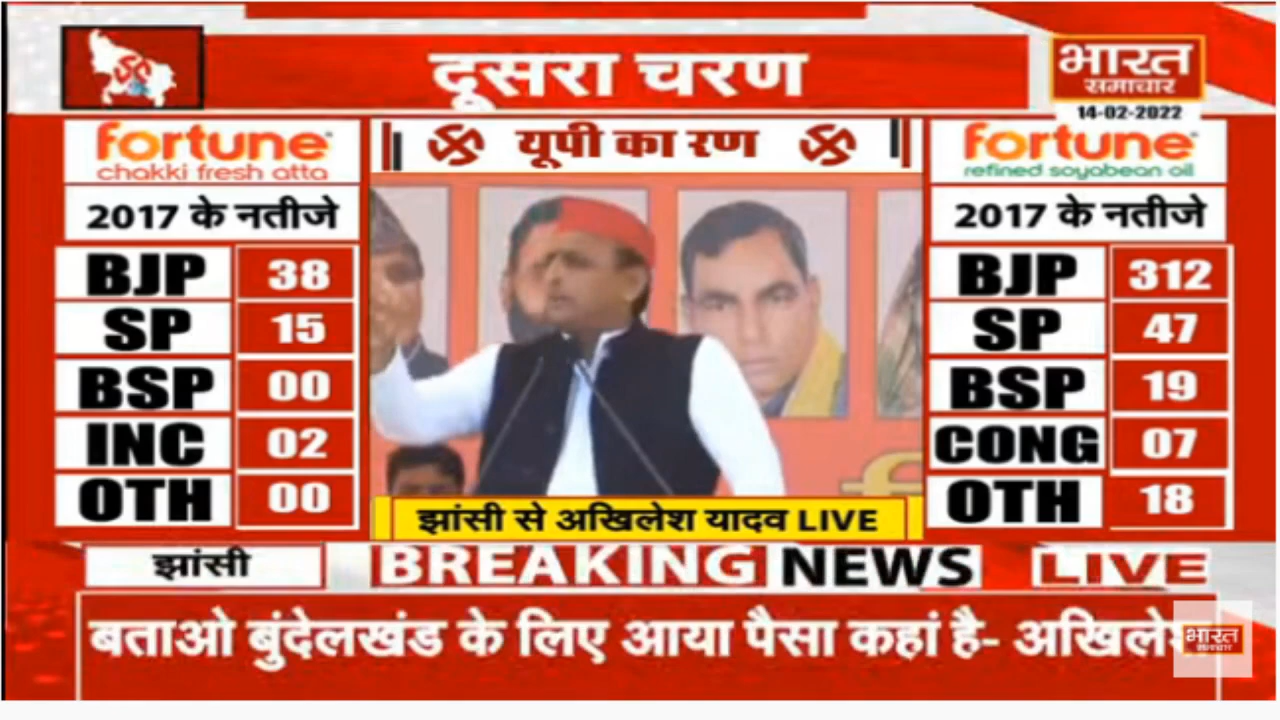 दूसरा चरण
भारत
समाचार
14-02-2022
fortune
chakki fresh atta
2017 के नतीजे
BJP 38
SP 15
BSP 00
INC 02
OTH 00
यूपी का रण
झांसी से अखिलेश यादव LIVE
fortune
refined soyabean oil
2017 के नतीजे
BJP 312
SP 47
BSP 19
CONG 07
OTH 18
झांसी
BREAKING NEWS
LIVE
बताओ बुंदेलखंड के लिए आया पैसा कहां है- अखिलेश
भारत
समाचार